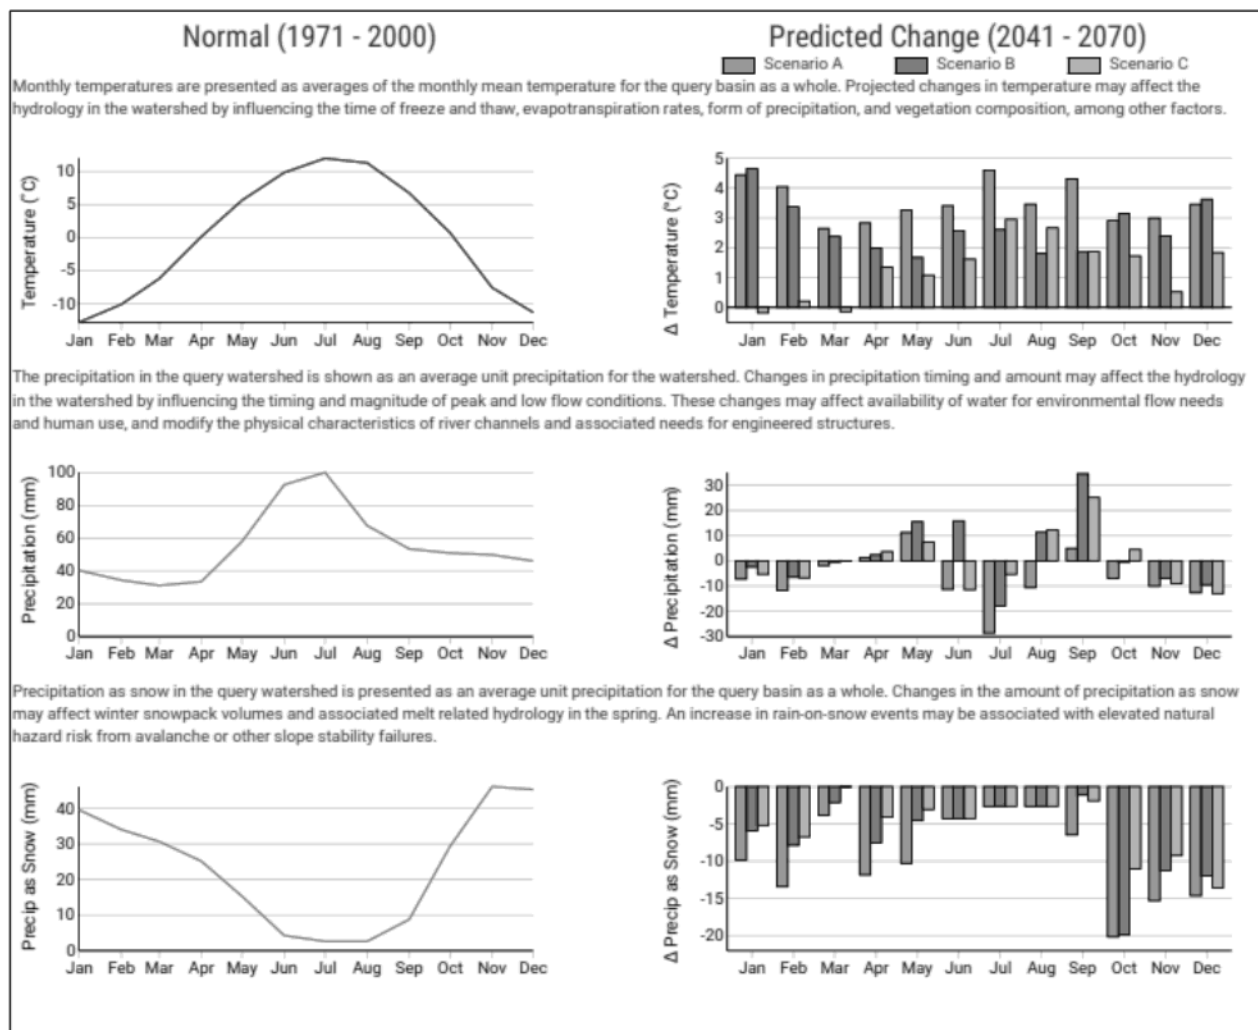 Normal (1971 - 2000)
Predicted Change (2041 - 2070)
Scenario A
Scenario B
Scenario C
Monthly temperatures are presented as averages of the monthly mean temperature for the query basin as a whole. Projected changes in temperature may affect the
hydrology in the watershed by influencing the time of freeze and thaw, evapotranspiration rates, form of precipitation, and vegetation composition, among other factors.
Temperature (°C)
10
5
0
-5
-10
Jan Feb Mar Apr May Jun Jul Aug Sep Oct Nov Dec
Δ Temperature (°C)
5
4
3
2
1
0
Jan Feb Mar Apr May Jun Jul Aug Sep Oct Nov Dec
The precipitation in the query watershed is shown as an average unit precipitation for the watershed. Changes in precipitation timing and amount may affect the hydrology
in the watershed by influencing the timing and magnitude of peak and low flow conditions. These changes may affect availability of water for environmental flow needs
and human use, and modify the physical characteristics of river channels and associated needs for engineered structures.
Precipitation (mm)
100
80
60
40
20
0
Jan Feb Mar Apr May Jun Jul Aug Sep Oct Nov Dec
Δ Precipitation (mm)
30
20
10
0
-10
-20
-30
Jan Feb Mar Apr May Jun Jul Aug Sep Oct Nov Dec
Precipitation as snow in the query watershed is presented as an average unit precipitation for the query basin as a whole. Changes in the amount of precipitation as snow
may affect winter snowpack volumes and associated melt related hydrology in the spring. An increase in rain-on-snow events may be associated with elevated natural
hazard risk from avalanche or other slope stability failures.
Precip as Snow (mm)
40
30
20
10
0
Jan Feb Mar Apr May Jun Jul Aug Sep Oct Nov Dec
Δ Precip as Snow (mm)
0
-5
-10
-15
-20
Jan Feb Mar Apr May Jun Jul Aug Sep Oct Nov Dec